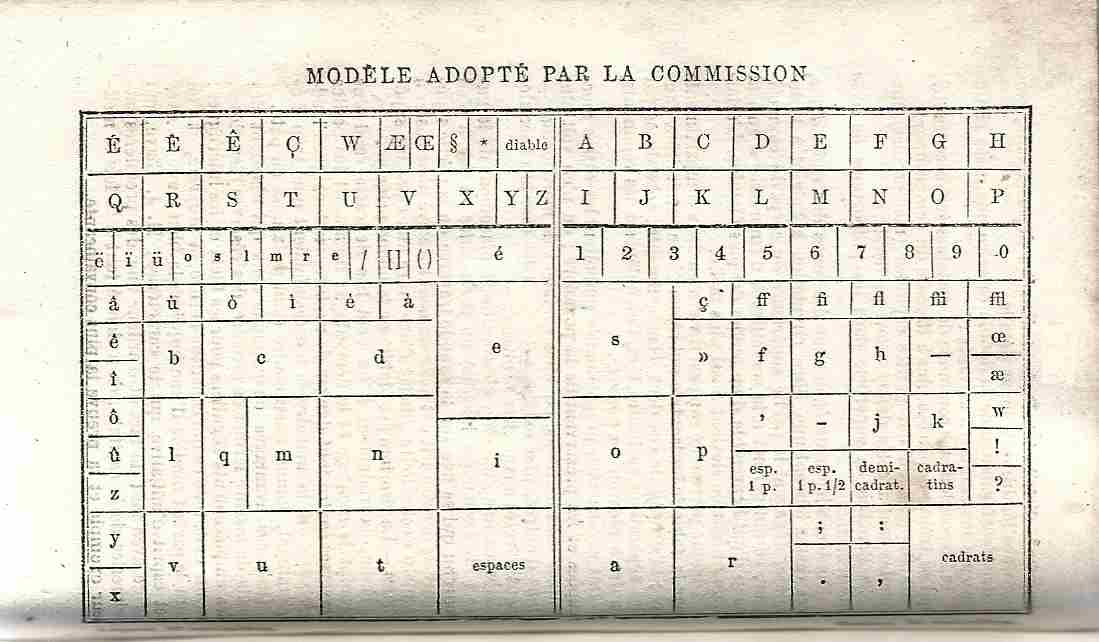 MODÈLE ADOPTÉ PAR LA COMMISSION
É È Ê Ç W Æ Œ § * diable A B C D E F G H
Q R S T U V X Y Z I J K L M N O P
ë ï ü o s l m r e / [] () é 1 2 3 4 5 6 7 8 9 0
â ù ò ì è à ç ff fi fl ffi ffl
ê b c d e s » f g h — œ
î æ
ô ’ - j k w
û l q m n i o p !
z esp. 1 p. esp. 1 p. 1/2 demi-cadrat. cadra-tins ?
y ; :
v u t espaces a r cadrats
x . ,